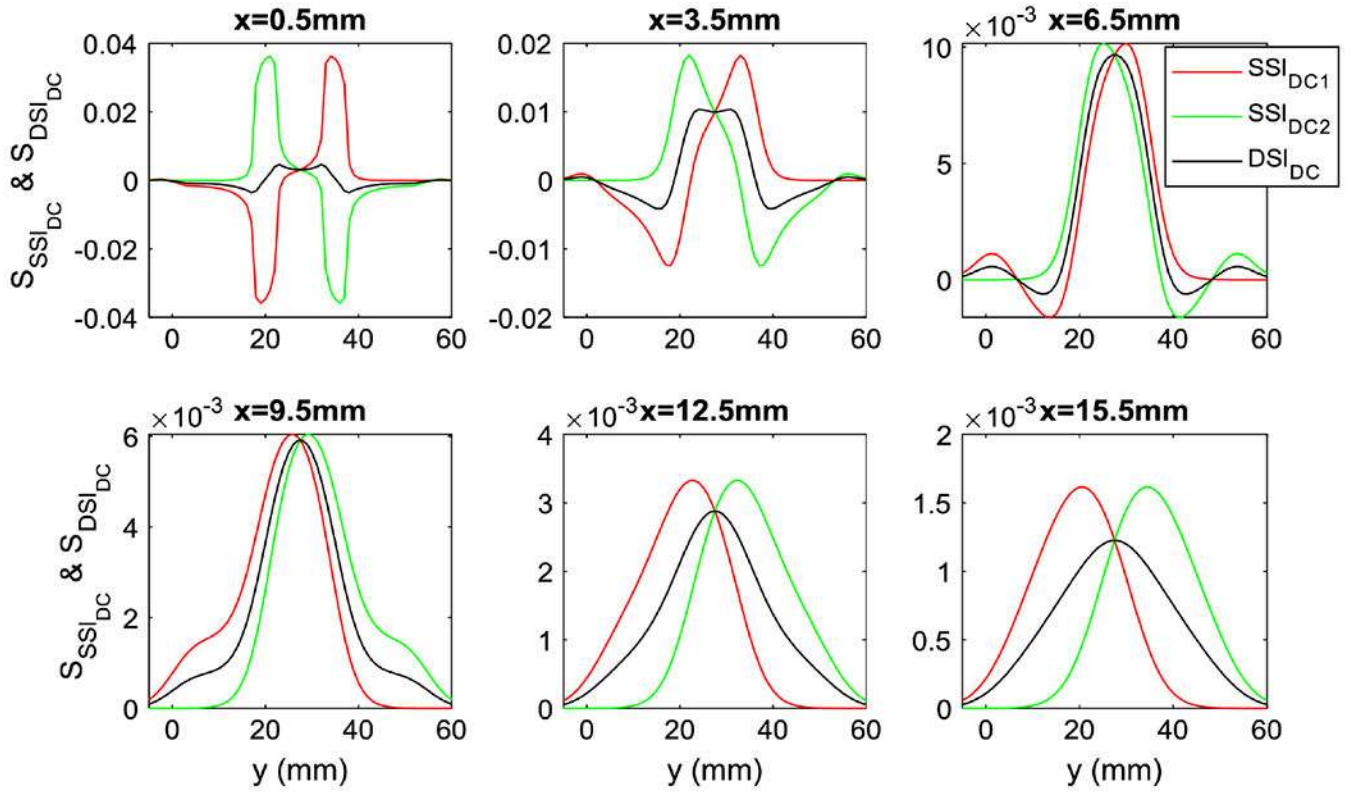 x=0.5mm
x=3.5mm
×10⁻³
x=6.5mm
S_SSI_DC & S_DSI_DC
0.04
0.02
0
-0.02
-0.04
0 20 40 60
0.02
0.01
0
-0.01
-0.02
0 20 40 60
10
5
0
0 20 40 60
SSI_DC1
SSI_DC2
DSI_DC
×10⁻³ x=9.5mm
×10⁻³ x=12.5mm
×10⁻³ x=15.5mm
S_SSI_DC & S_DSI_DC
6
4
2
0
0 20 40 60
y (mm)
4
3
2
1
0
0 20 40 60
y (mm)
2
1.5
1
0.5
0
0 20 40 60
y (mm)